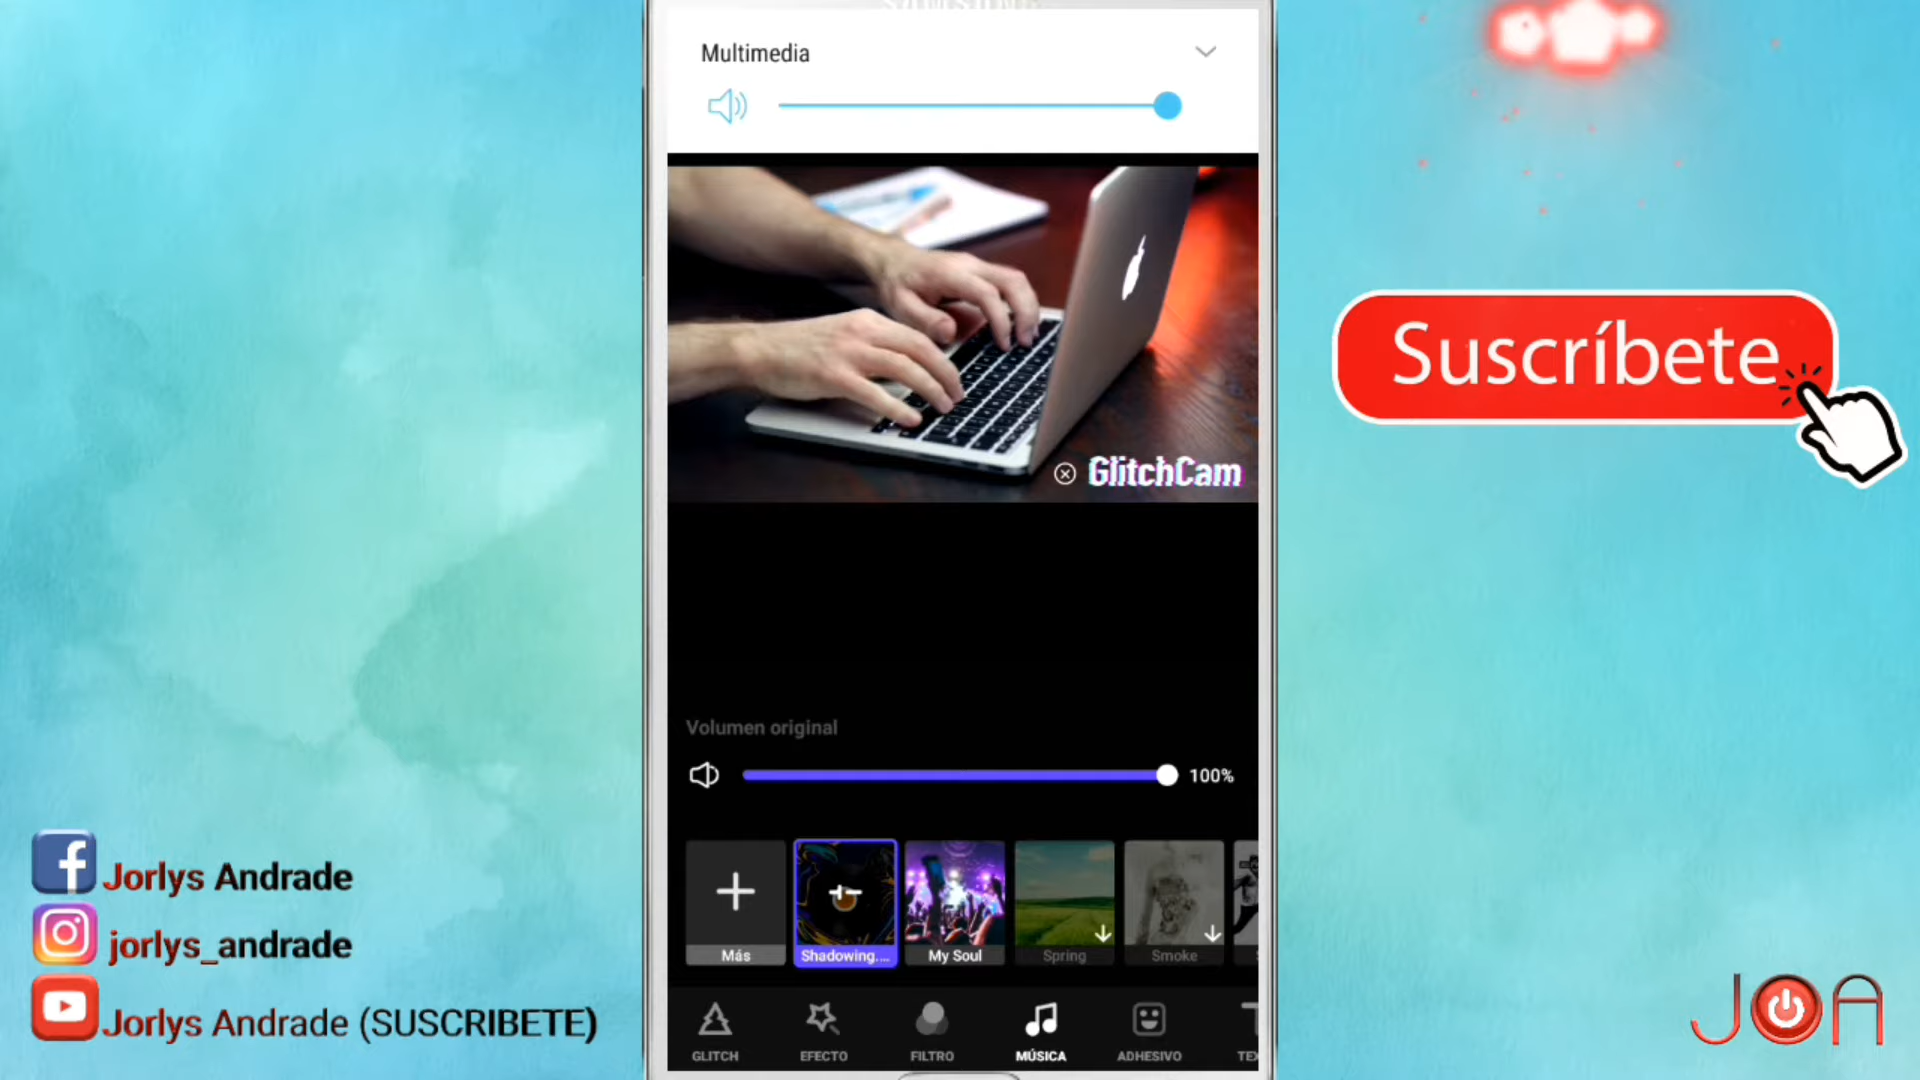 Multimedia
Suscríbete
GlitchCam
Volumen original
100%
Más
Shadowing....
My Soul
Spring
Smoke
GLITCH
EFECTO
FILTRO
MÚSICA
ADHESIVO
Jorlys Andrade
jorlys_andrade
Jorlys Andrade (SUSCRIBETE)
JOA